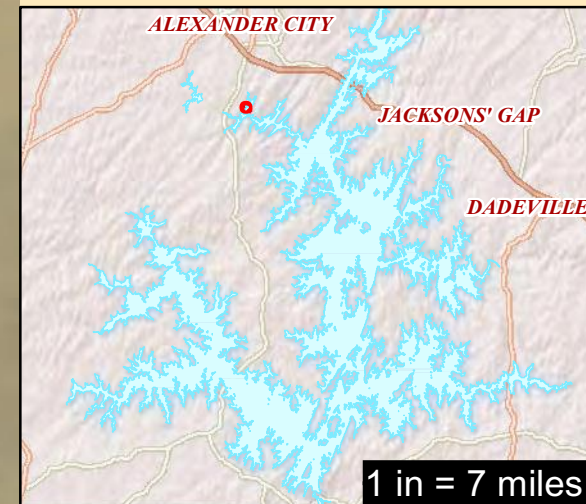 ALEXANDER CITY
JACKSONS' GAP
DADEVILLE
1 in = 7 miles